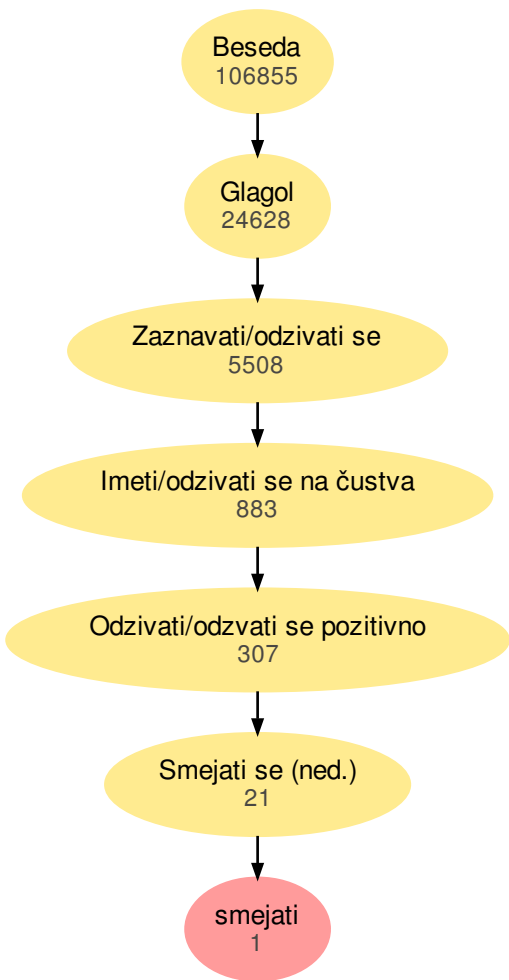 Beseda
106855
Glagol
24628
Zaznavati/odzivati se
5508
Imeti/odzivati se na čustva
883
Odzivati/odzvati se pozitivno
307
Smejati se (ned.)
21
smejati
1